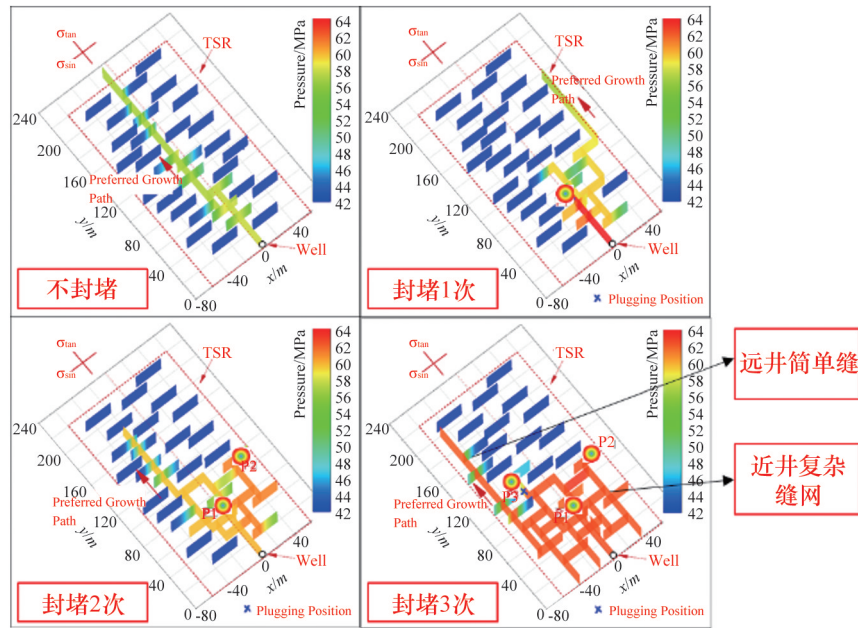 σtan
σsin
TSR
Pressure/MPa
64
62
60
58
56
54
52
50
48
46
44
42
240
200
160
120
80
40
0
y/m
Preferred Growth
Path
-80
-40
0
40
x/m
Well
不封堵
σtan
σsin
TSR
Preferred Growth
Path
Pressure/MPa
64
62
60
58
56
54
52
50
48
46
44
42
240
200
160
120
80
40
0
y/m
-80
-40
0
40
x/m
Well
Plugging Position
封堵1次
σtan
σsin
TSR
Pressure/MPa
64
62
60
58
56
54
52
50
48
46
44
42
240
200
160
120
80
40
0
y/m
P2
P1
Preferred Growth
Path
-80
-40
0
40
x/m
Well
Plugging Position
封堵2次
σtan
σsin
TSR
Pressure/MPa
64
62
60
58
56
54
52
50
48
46
44
42
240
200
160
120
80
40
0
y/m
P2
P3
P1
Preferred Growth
Path
-80
-40
0
40
x/m
Well
Plugging Position
封堵3次
远井简单缝
近井复杂
缝网